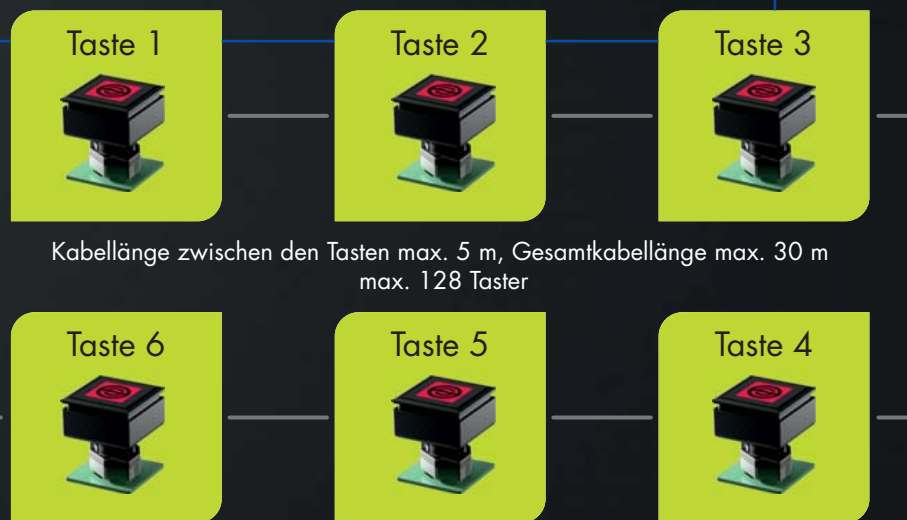 Taste 1
Taste 2
Taste 3
Kabellänge zwischen den Tasten max. 5 m, Gesamtkabellänge max. 30 m
max. 128 Taster
Taste 6
Taste 5
Taste 4